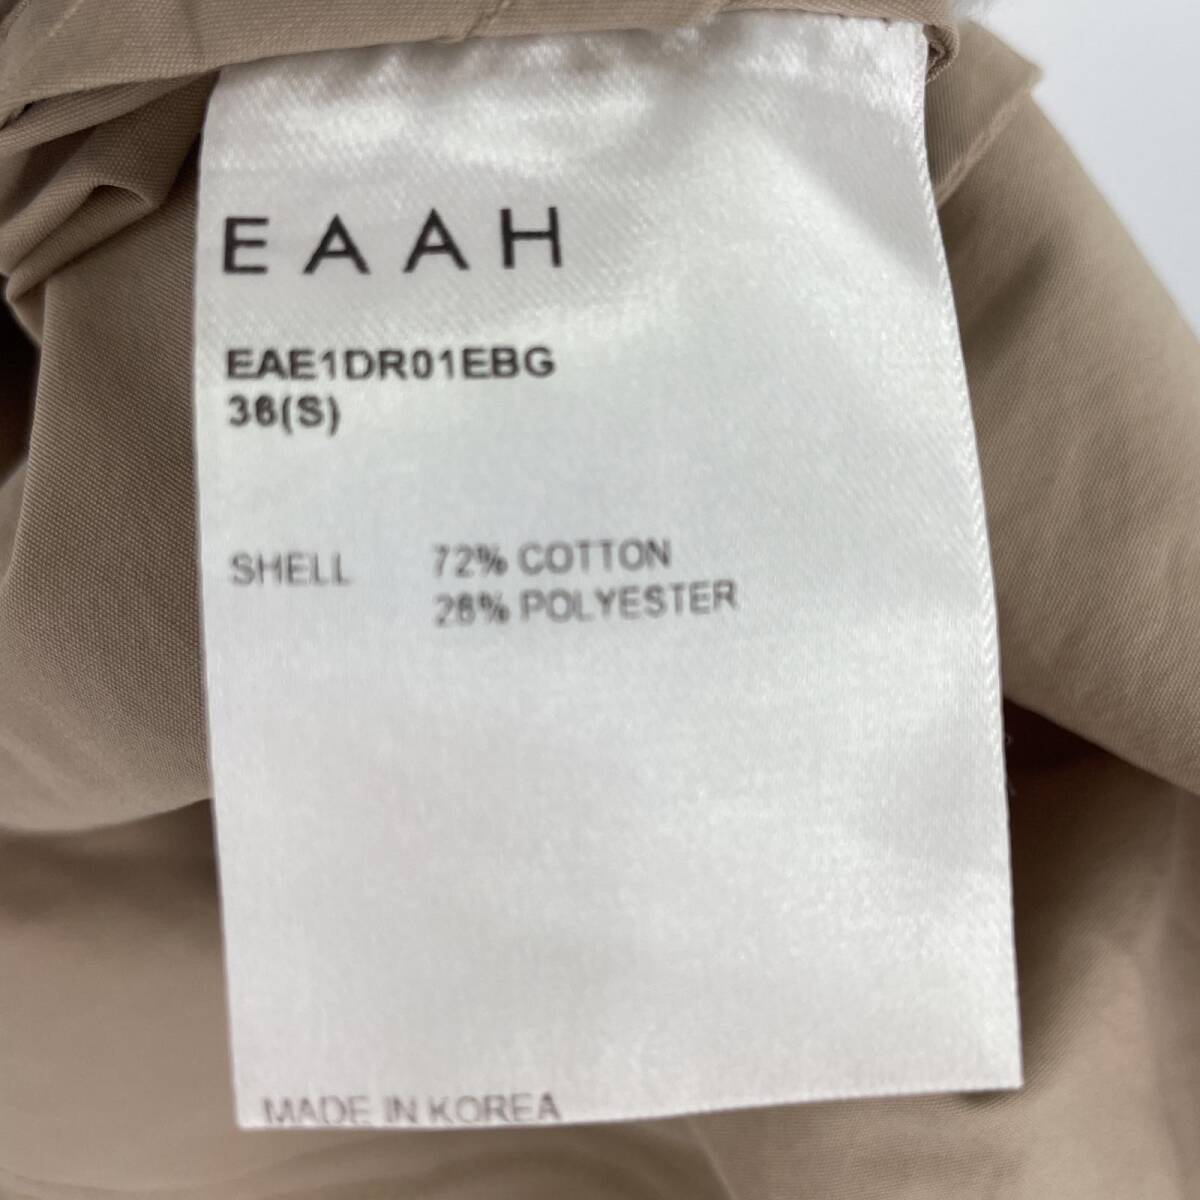 EAAH
EAE1DR01EBG
36(S)
SHELL 72% COTTON
28% POLYESTER
MADE IN KOREA